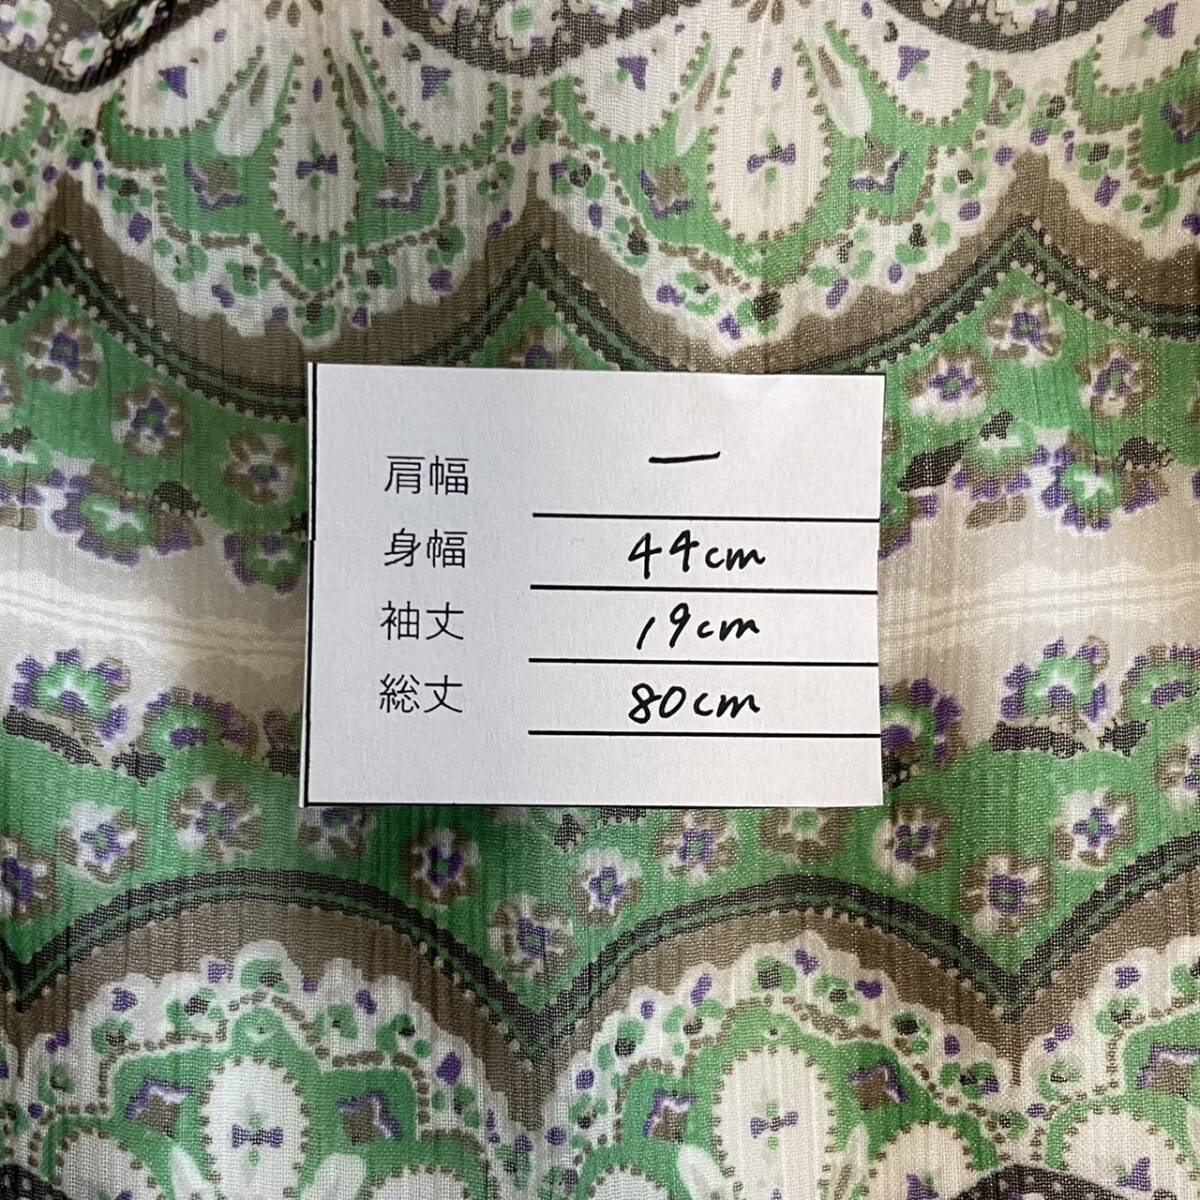 肩幅 ー
身幅 44cm
袖丈 19cm
総丈 80cm